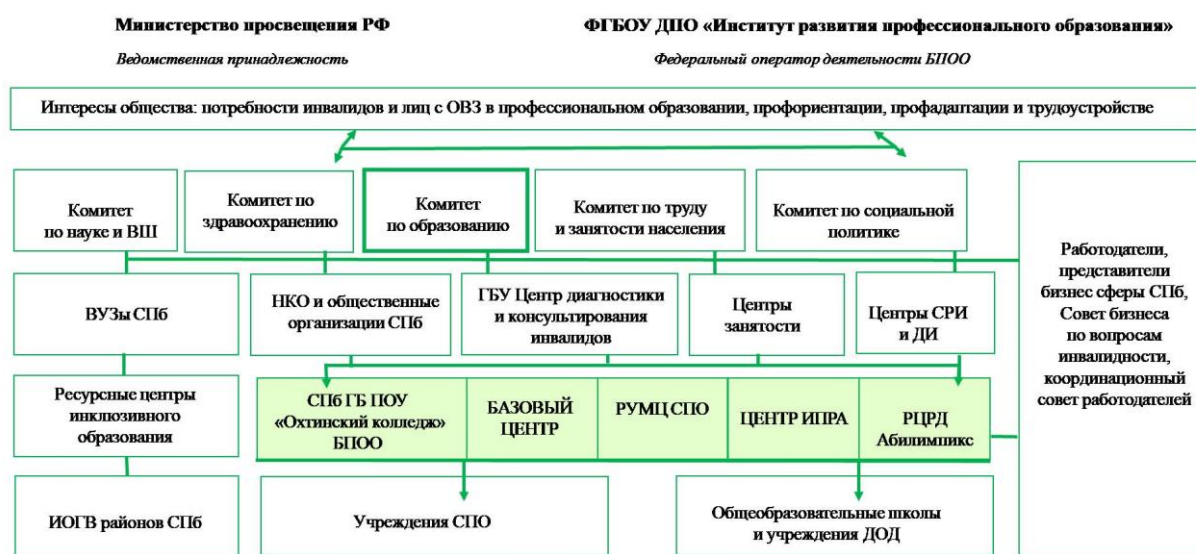 Министерство просвещения РФ
ФГБОУ ДПО «Институт развития профессионального образования»
Ведомственная принадлежность
Федеральный оператор деятельности БПОО
Интересы общества: потребности инвалидов и лиц с ОВЗ в профессиональном образовании, профориентации, профадаптации и трудоустройстве
Комитет
по науке и ВШ
Комитет по
здравоохранению
Комитет
по образованию
Комитет по труду
и занятости населения
Комитет по социальной
политике
Работодатели,
представители
бизнес сферы СПб,
Совет бизнеса
по вопросам
инвалидности,
координационный
совет работодателей
ВУЗы СПб
НКО и общественные
организации СПб
ГБУ Центр диагностики
и консультирования
инвалидов
Центры
занятости
Центры СРИ
и ДИ
Ресурсные центры
инклюзивного
образования
СПб ГБ ПОУ
«Охтинский колледж»
БПОО
БАЗОВЫЙ
ЦЕНТР
РУМЦ СПО
ЦЕНТР ИПРА
РЦРД
Абилимпикс
ИОГВ районов СПб
Учреждения СПО
Общеобразовательные школы
и учреждения ДОД